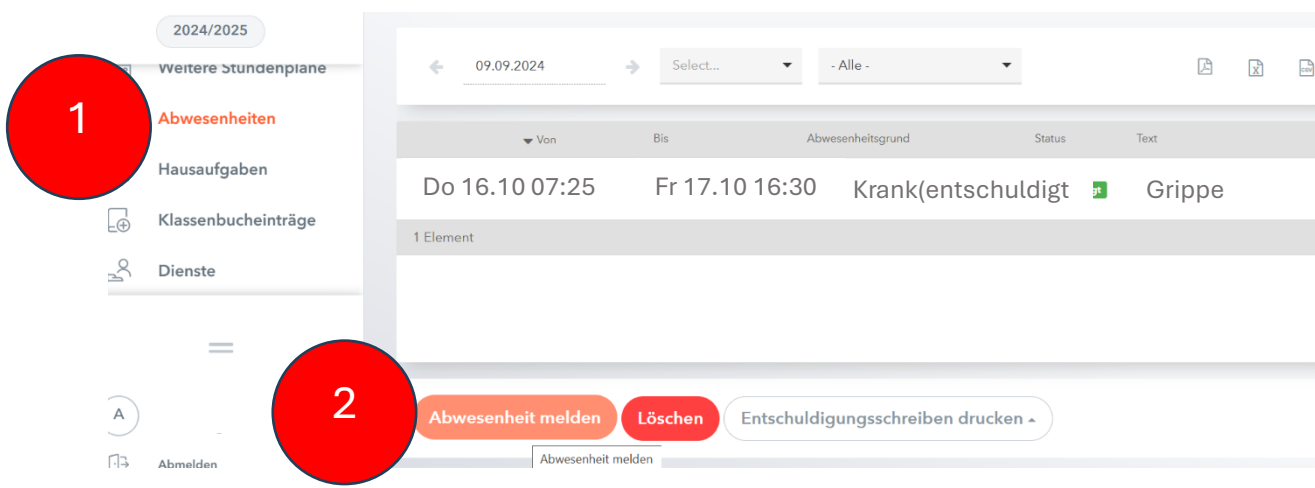 2024/2025
Weitere Stundenpläne
1
Abwesenheiten
Hausaufgaben
Klassenbucheinträge
Dienste
A
Abmelden
09.09.2024 Select... - Alle -
Von Bis Abwesenheitsgrund Status Text
Do 16.10 07:25 Fr 17.10 16:30 Krank(entschuldigt gt Grippe
1 Element
2
Abwesenheit melden Löschen Entschuldigungsschreiben drucken
Abwesenheit melden